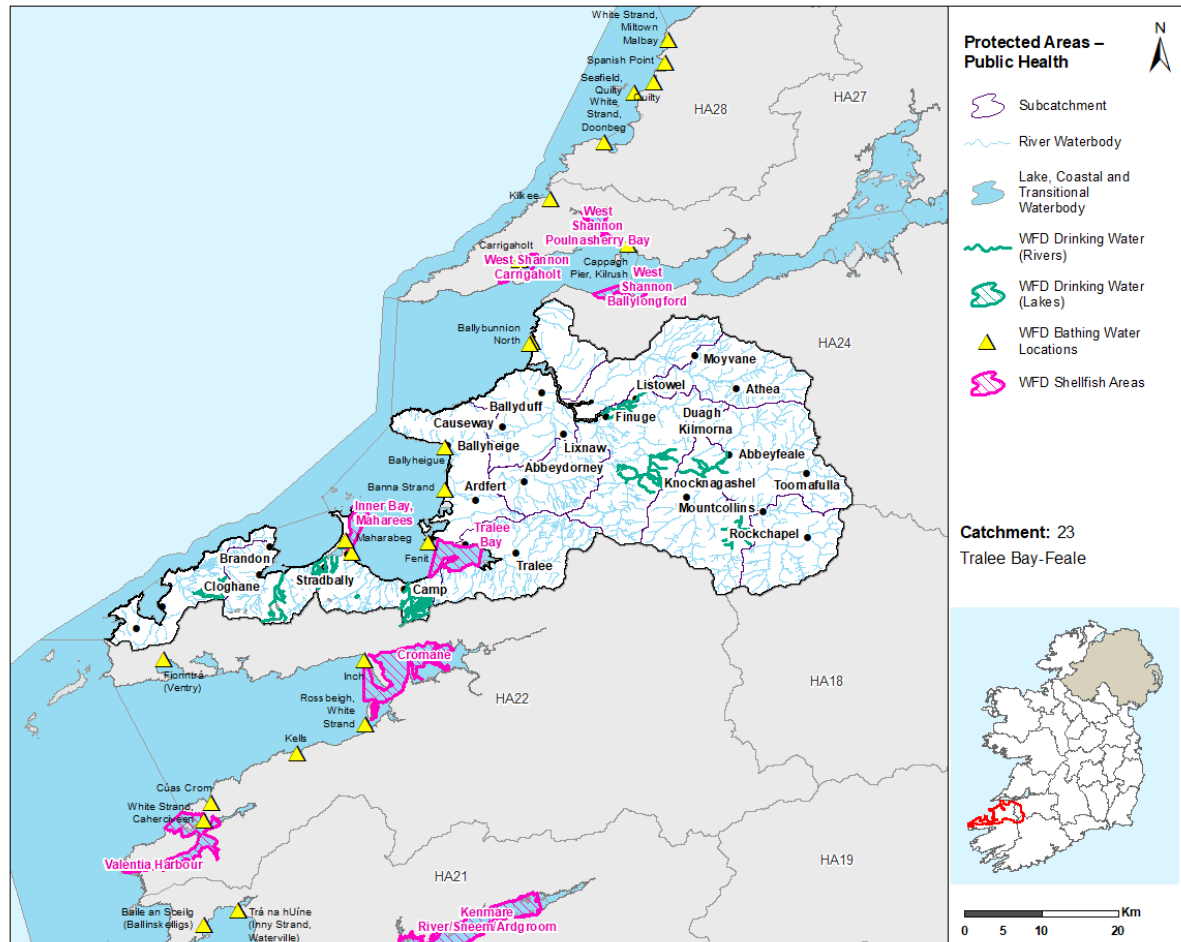 White Strand,
Miltown
Malbay
Spanish Point
Seafield,
Quilty
White
Strand,
Doonbeg
Quilty
HA28
HA27
Kilkee
West
Shannon
Poulnasherry Bay
Carrigaholt
West Shannon
Carrigaholt
Cappagh
Pier, Kilrush
West
Shannon
Ballylongford
Ballybunnion
North
HA24
Moyvane
Listowel
Athea
Ballyduff
Finuge
Duagh
Kilmorna
Causeway
Ballyheige
Lixnaw
Ballyheigue
Abbeydorney
Abbeyfeale
Banna Strand
Ardfert
Knocknagashel
Toornafulla
Inner Bay,
Maharees
Mountcollins
Maharabeg
Tralee
Bay
Rockchapel
Fenit
Tralee
Brandon
Cloghane
Stradbally
Camp
Fionntrá
(Ventry)
Inch
Cromane
HA22
HA18
Rossbeigh,
White
Strand
Kells
Cúas Crom
White Strand,
Caherciveen
Valentia Harbour
HA21
HA19
Baile an Sceilg
(Ballinskelligs)
Trá na hUíne
(Inny Strand,
Waterville)
Kenmare
River/Sneem/Ardgroom
Protected Areas –
Public Health
N
Subcatchment
River Waterbody
Lake, Coastal and
Transitional
Waterbody
WFD Drinking Water
(Rivers)
WFD Drinking Water
(Lakes)
WFD Bathing Water
Locations
WFD Shellfish Areas
Catchment: 23
Tralee Bay-Feale
Km
0 5 10 20